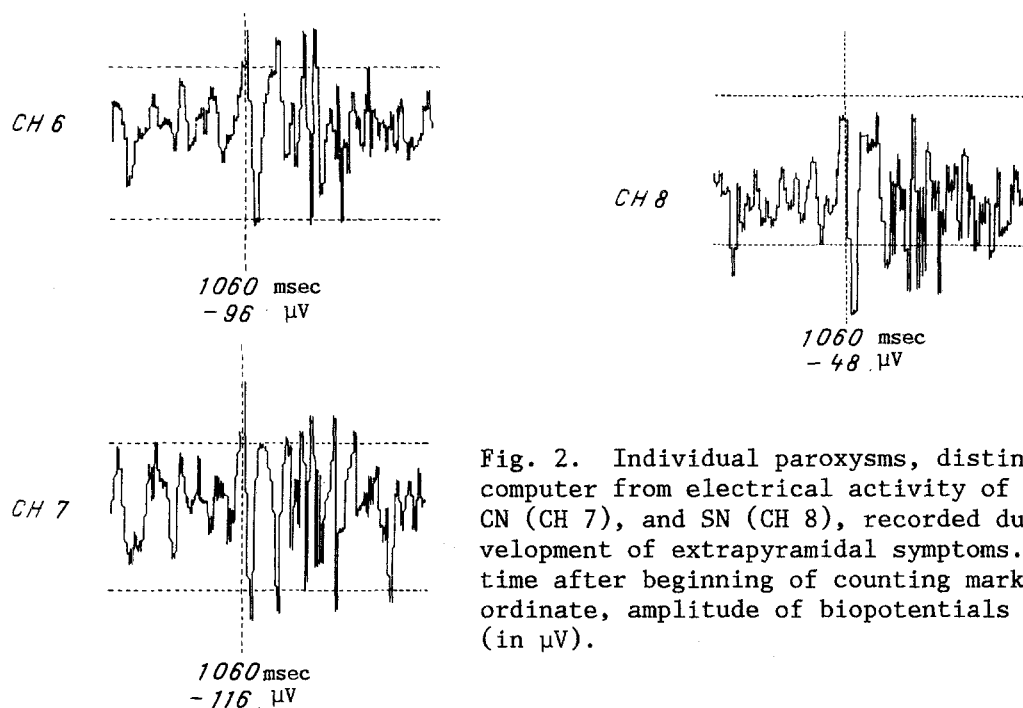 CH 6
1060 msec
-96 µV
CH 8
1060 msec
-48 µV
CH 7
1060 msec
-116 µV
Fig. 2. Individual paroxysms, distin
computer from electrical activity of
CN (CH 7), and SN (CH 8), recorded du
velopment of extrapyramidal symptoms.
time after beginning of counting mark
ordinate, amplitude of biopotentials
(in µV).